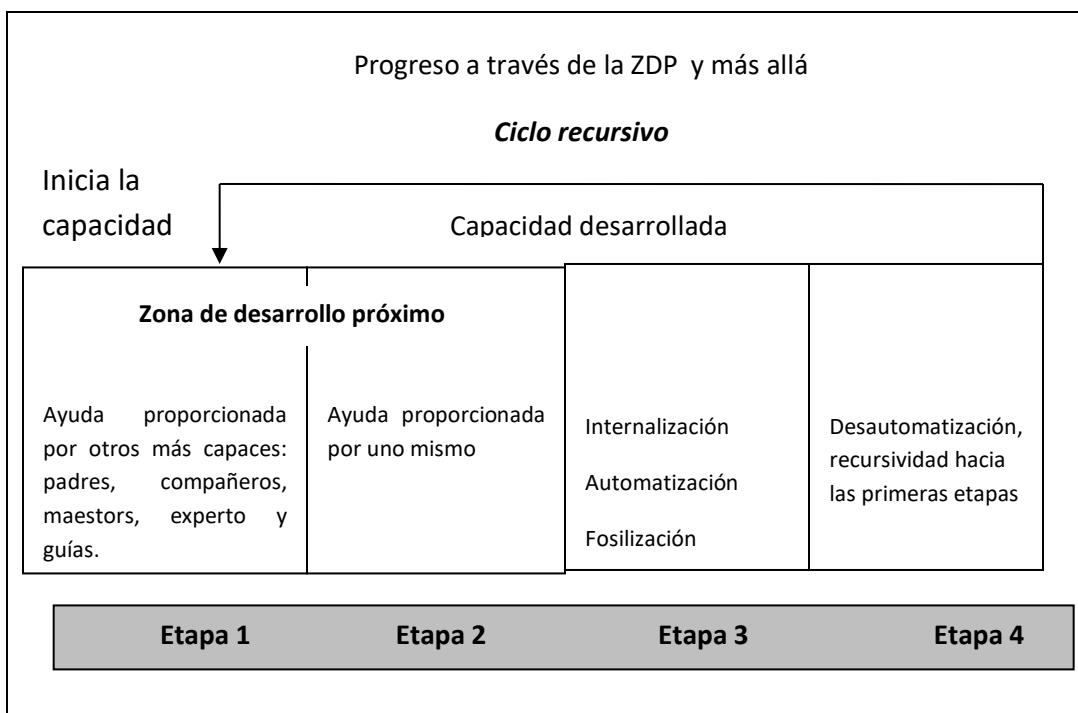 Progreso a través de la ZDP y más allá
Ciclo recursivo
Inicia la
capacidad
Capacidad desarrollada
Zona de desarrollo próximo
Ayuda proporcionada
por otros más capaces:
padres, compañeros,
maestors, experto y
guías.
Ayuda proporcionada
por uno mismo
Internalización
Automatización
Fosilización
Desautomatización,
recursividad hacia
las primeras etapas
Etapa 1 Etapa 2 Etapa 3 Etapa 4